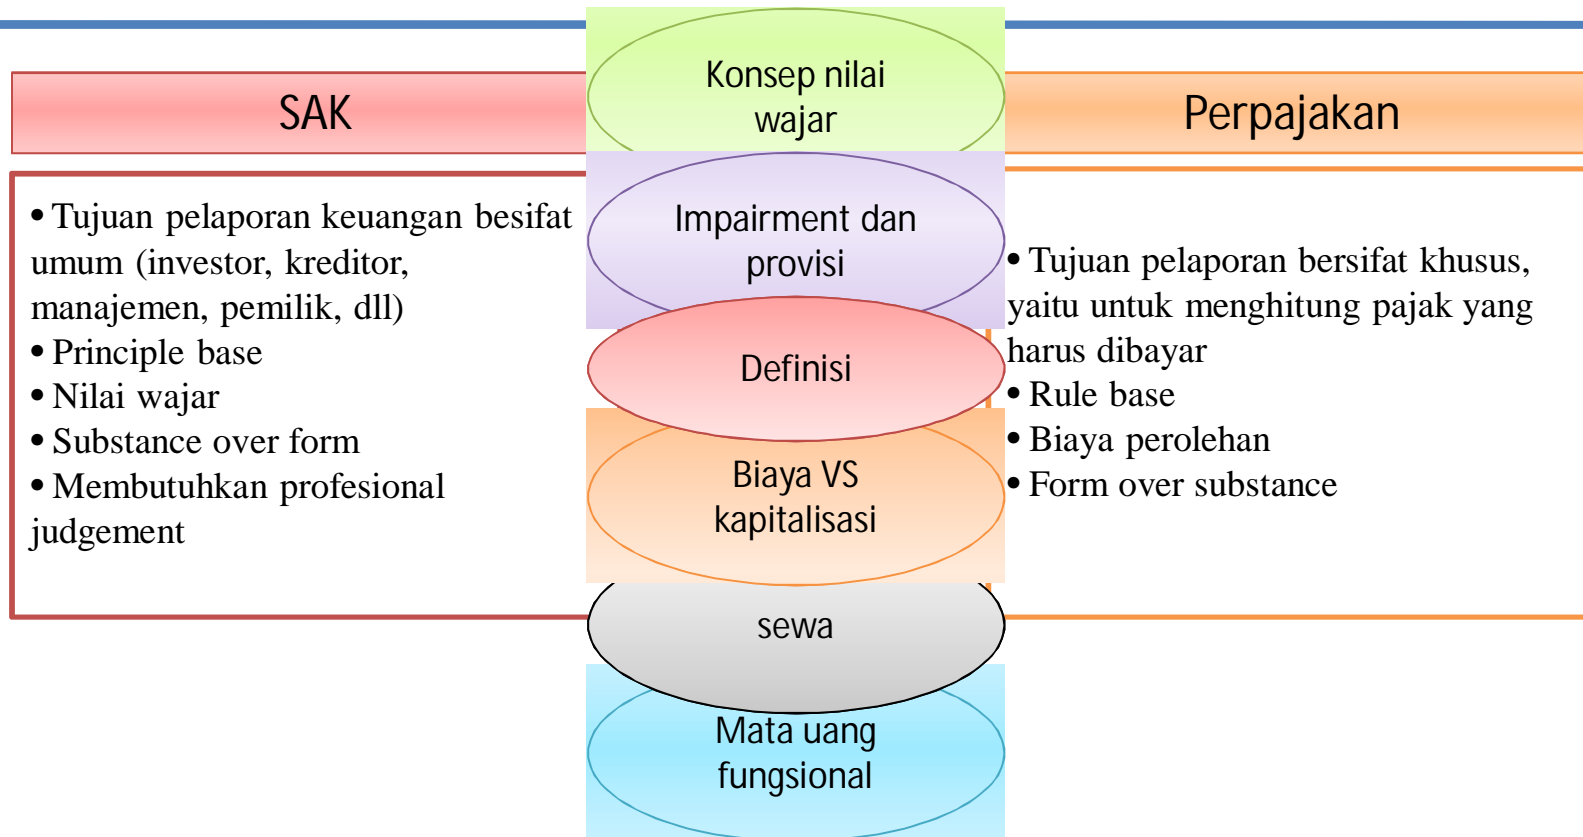 SAK
• Tujuan pelaporan keuangan besifat
umum (investor, kreditor,
manajemen, pemilik, dll)
• Principle base
• Nilai wajar
• Substance over form
• Membutuhkan profesional
judgement
Konsep nilai
wajar
Impairment dan
provisi
Definisi
Biaya VS
kapitalisasi
sewa
Mata uang
fungsional
Perpajakan
• Tujuan pelaporan bersifat khusus,
yaitu untuk menghitung pajak yang
harus dibayar
• Rule base
• Biaya perolehan
• Form over substance